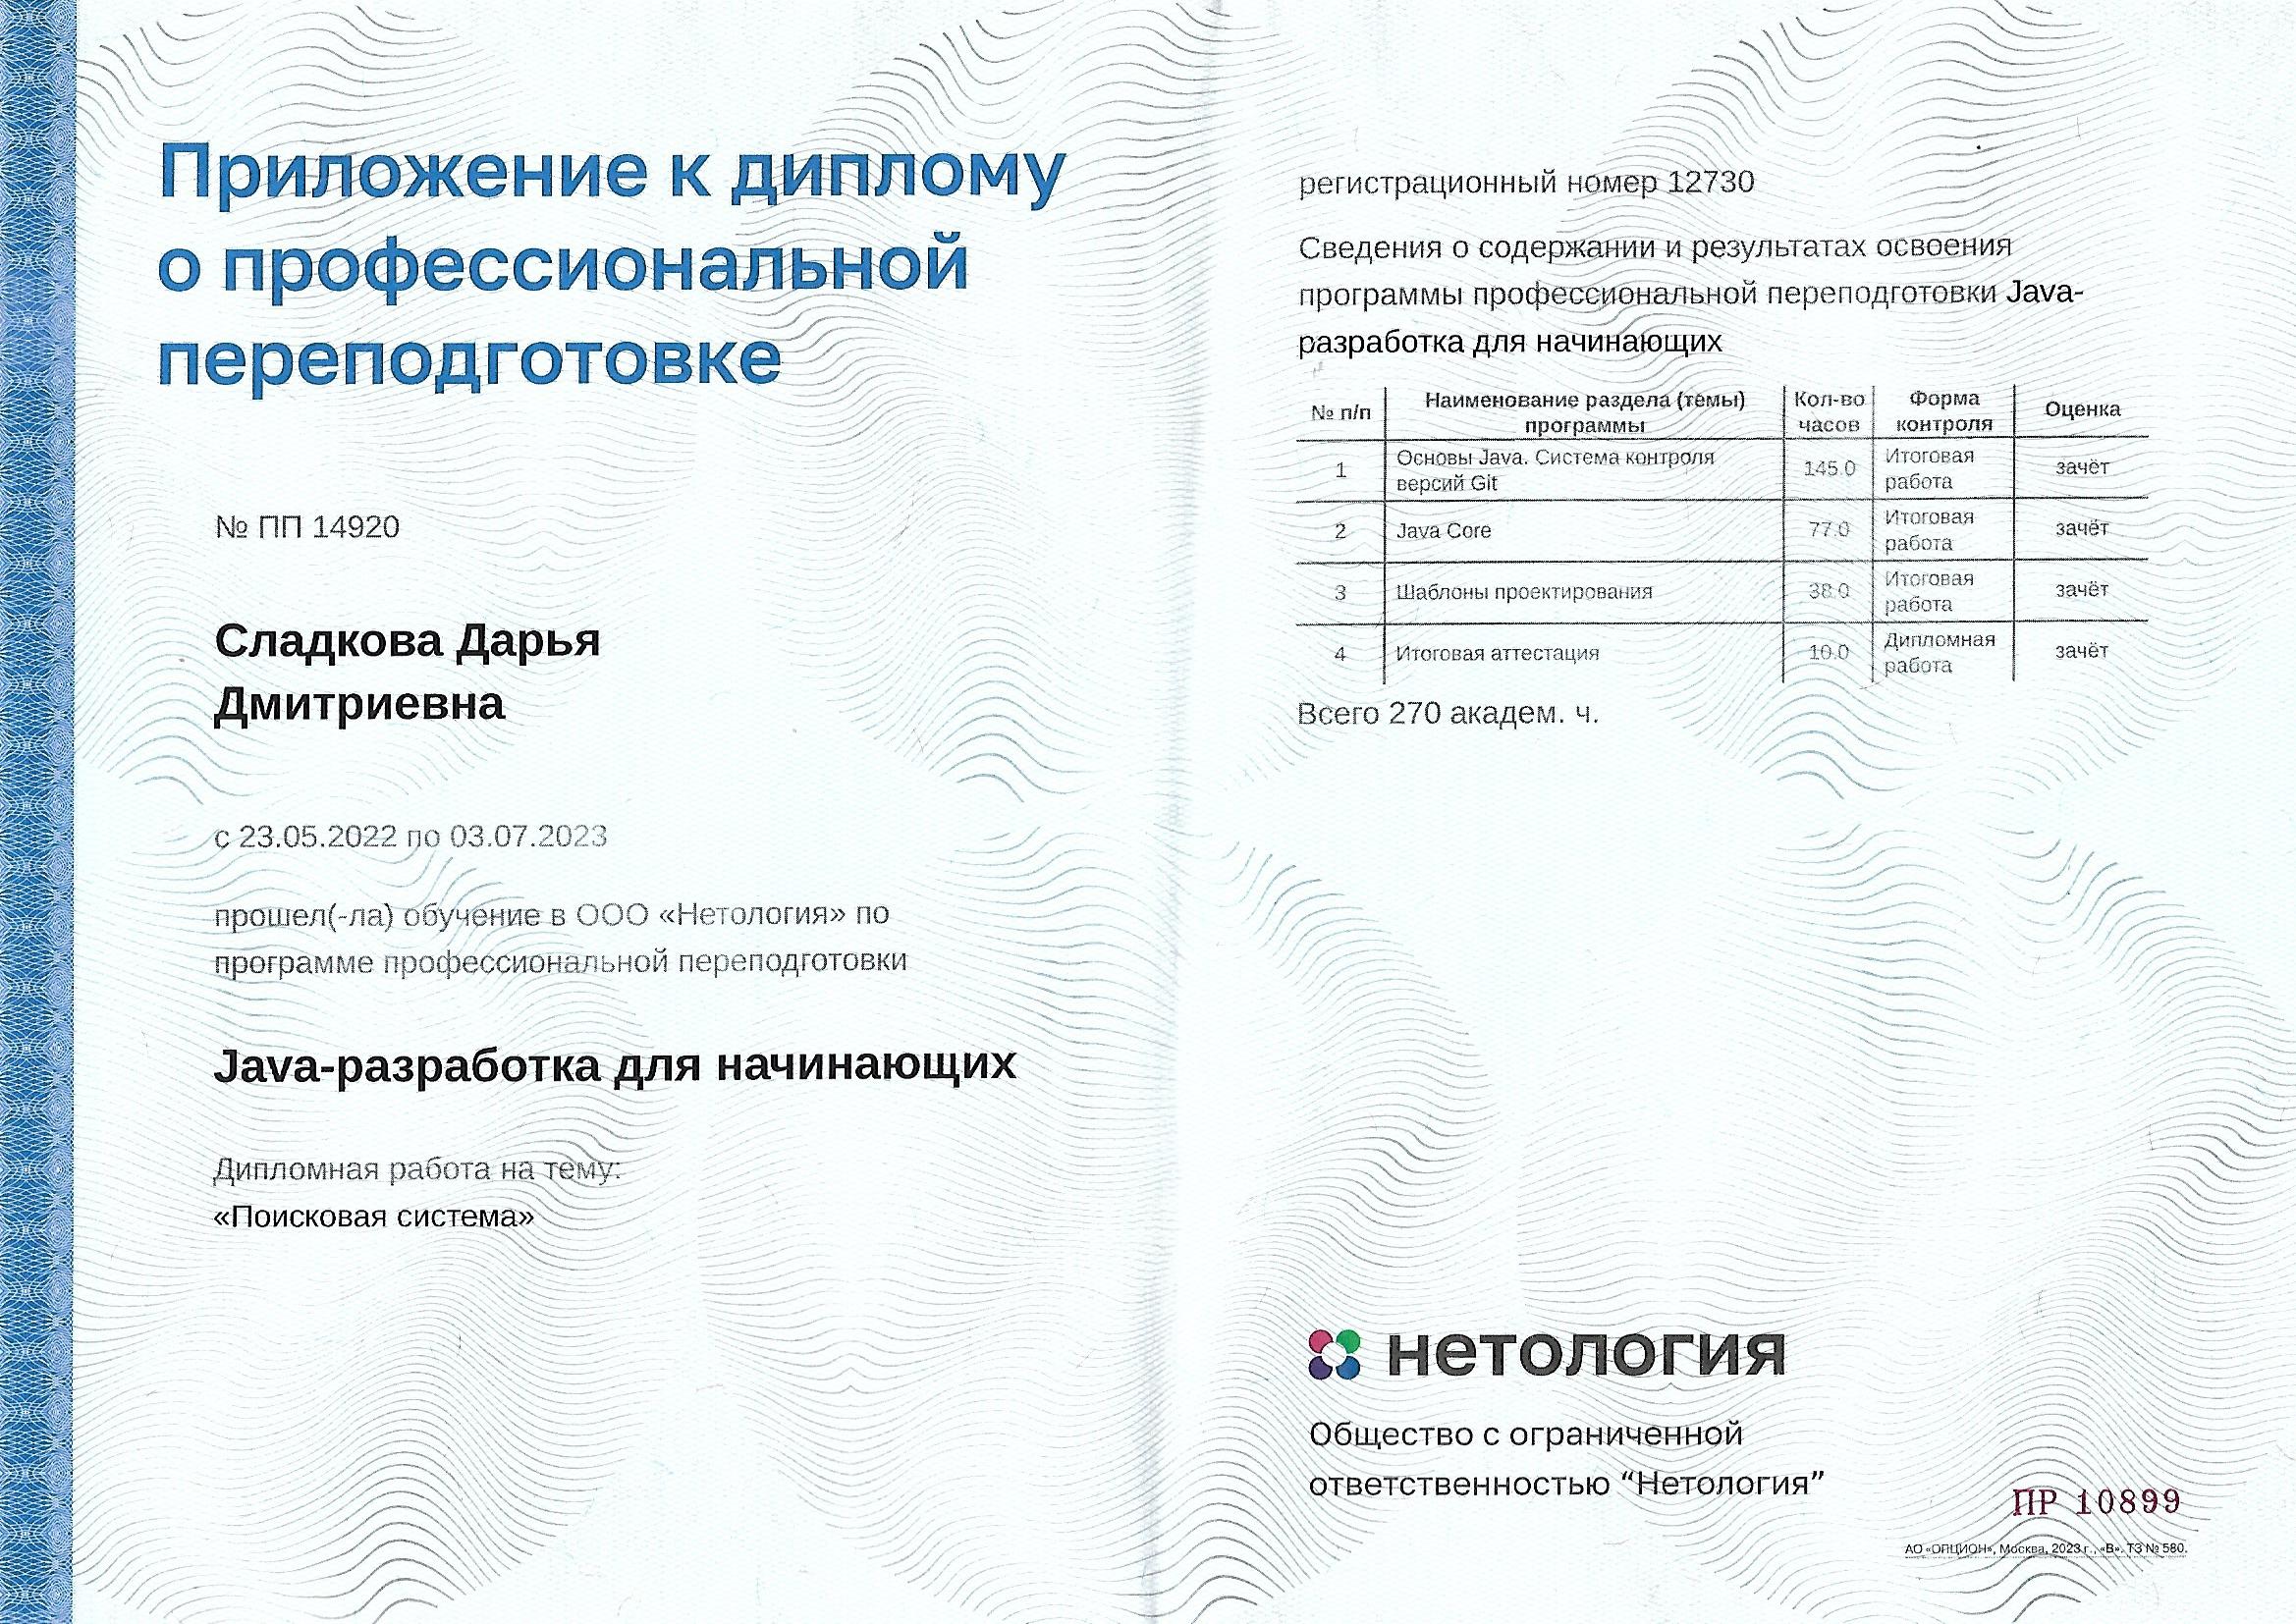 Приложение к диплому
о профессиональной
переподготовке
№ ПП 14920
Сладкова Дарья
Дмитриевна
с 23.05.2022 по 03.07.2023
прошел(-ла) обучение в ООО «Нетология» по
программе профессиональной переподготовки
Java-разработка для начинающих
Дипломная работа на тему:
«Поисковая система»
регистрационный номер 12730
Сведения о содержании и результатах освоения
программы профессиональной переподготовки Java-
разработка для начинающих
№ п/п Наименование раздела (темы) программы Кол-во часов Форма контроля Оценка
1 Основы Java. Система контроля версий Git 145.0 Итоговая работа зачёт
2 Java Core 77.0 Итоговая работа зачёт
3 Шаблоны проектирования 38.0 Итоговая работа зачёт
4 Итоговая аттестация 10.0 Дипломная работа зачёт
Всего 270 академ. ч.
нетология
Общество с ограниченной
ответственностью “Нетология”
ПР 10899
АО «ОПЦИОН», Москва, 2023 г., «В». ТЗ № 580.